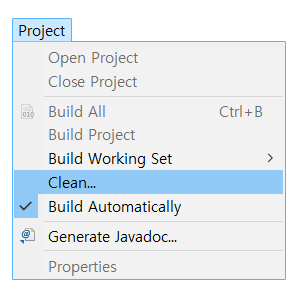 Project
Open Project
Close Project
Build All Ctrl+B
Build Project
Build Working Set
Clean...
Build Automatically
Generate Javadoc...
Properties